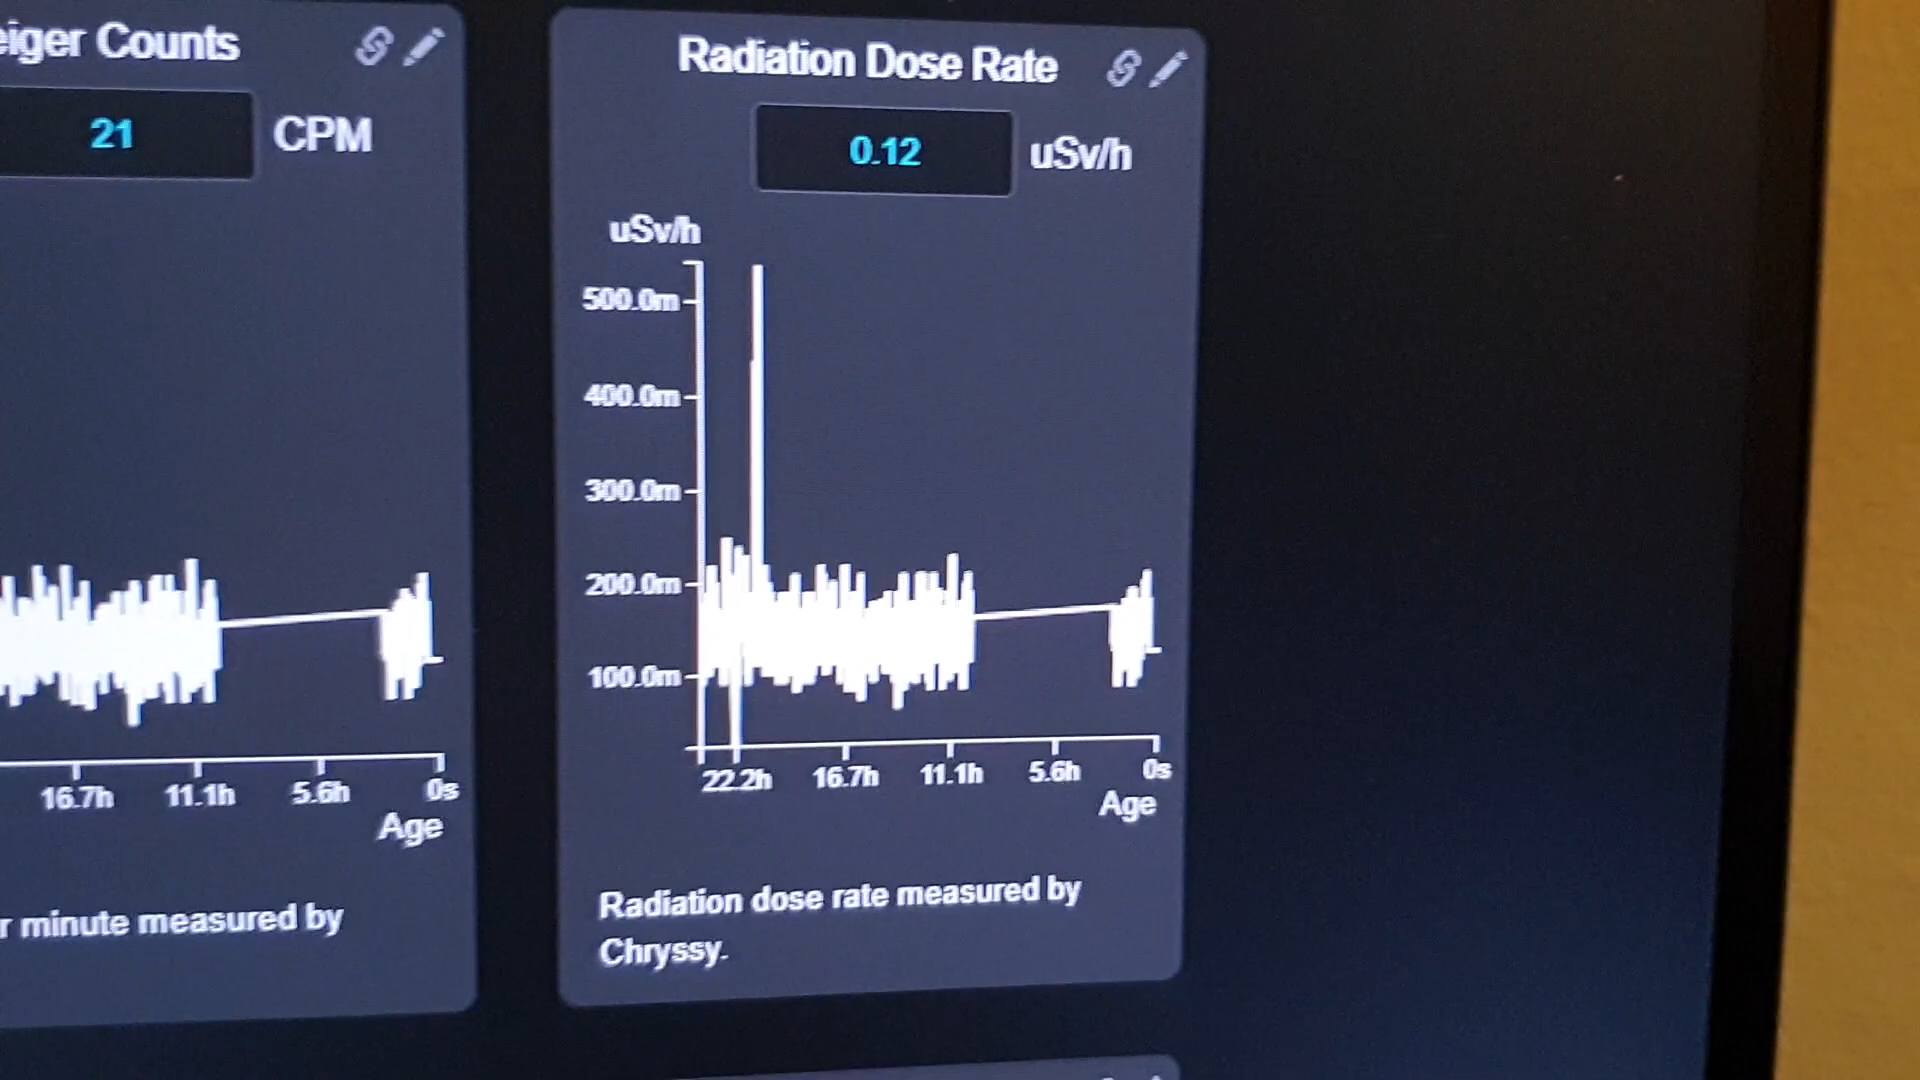 eiger Counts
21 CPM
16.7h 11.1h 5.6h 0s
Age
r minute measured by
Radiation Dose Rate
0.12 uSv/h
uSv/h
500.0m
400.0m
300.0m
200.0m
100.0m
22.2h 16.7h 11.1h 5.6h 0s
Age
Radiation dose rate measured by
Chryssy.